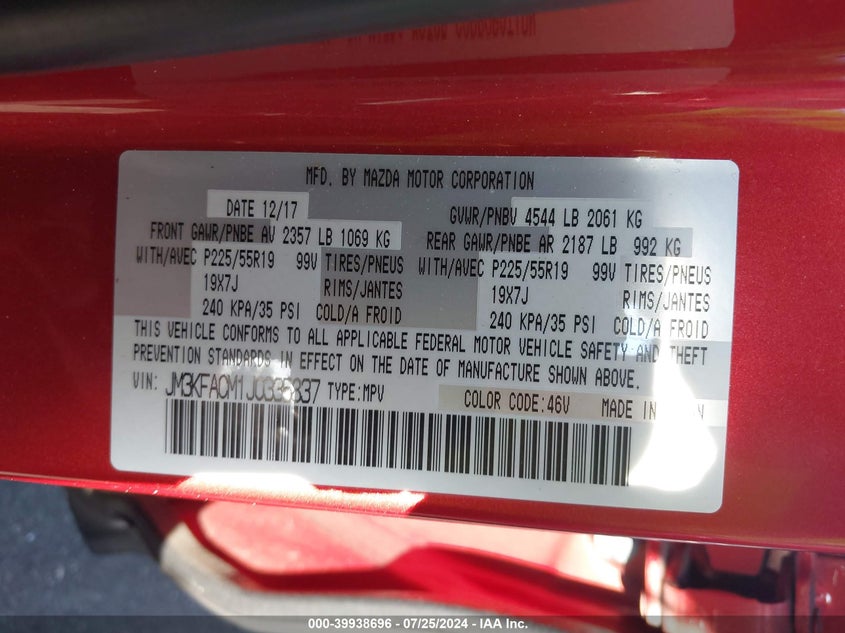 MFD. BY MAZDA MOTOR CORPORATION
DATE 12/17 GVWR/PNBV 4544 LB 2061 KG
FRONT GAWR/PNBE AV 2357 LB 1069 KG REAR GAWR/PNBE AR 2187 LB 992 KG
WITH/AVEC P225/55R19 99V TIRES/PNEUS WITH/AVEC P225/55R19 99V TIRES/PNEUS
19X7J RIMS/JANTES 19X7J RIMS/JANTES
240 KPA/35 PSI COLD/A FROID 240 KPA/35 PSI COLD/A FROID
THIS VEHICLE CONFORMS TO ALL APPLICABLE FEDERAL MOTOR VEHICLE SAFETY AND THEFT
PREVENTION STANDARDS IN EFFECT ON THE DATE OF MANUFACTURE SHOWN ABOVE.
VIN: TYPE:MPV COLOR CODE:46V MADE IN
000-39938696 / 07/25/2024 / IAA Inc.